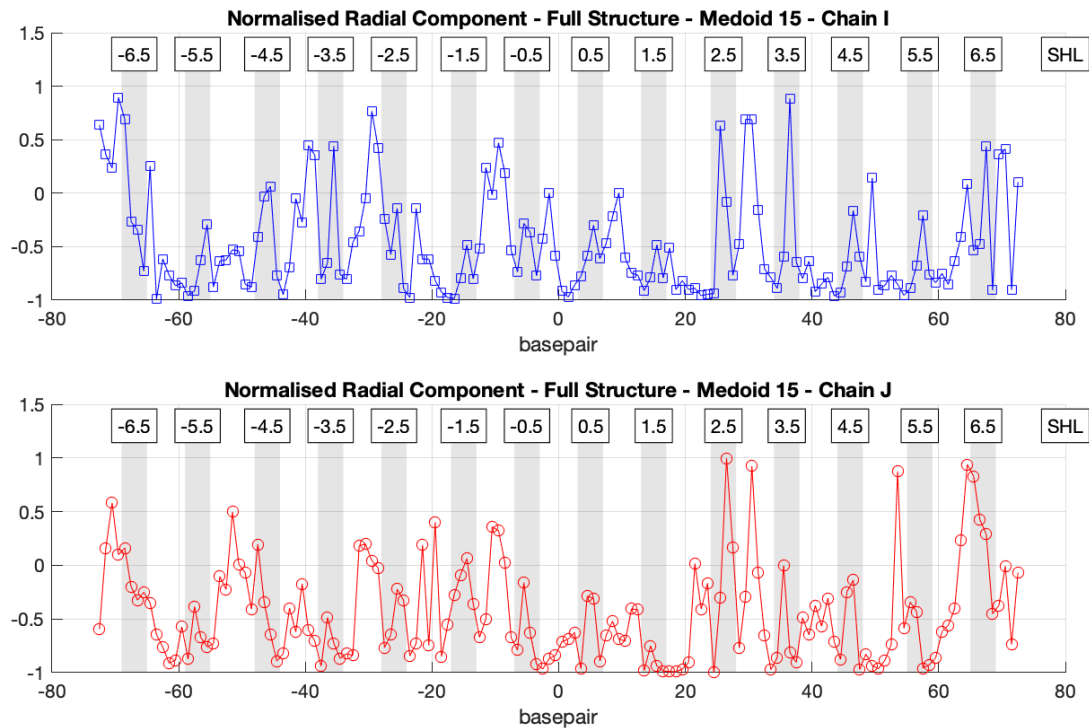 Normalised Radial Component - Full Structure - Medoid 15 - Chain I
1.5
-6.5 -5.5 -4.5 -3.5 -2.5 -1.5 -0.5 0.5 1.5 2.5 3.5 4.5 5.5 6.5 SHL
1
0.5
0
-0.5
-1
-80 -60 -40 -20 0 20 40 60 80
basepair
Normalised Radial Component - Full Structure - Medoid 15 - Chain J
1.5
-6.5 -5.5 -4.5 -3.5 -2.5 -1.5 -0.5 0.5 1.5 2.5 3.5 4.5 5.5 6.5 SHL
1
0.5
0
-0.5
-1
-80 -60 -40 -20 0 20 40 60 80
basepair